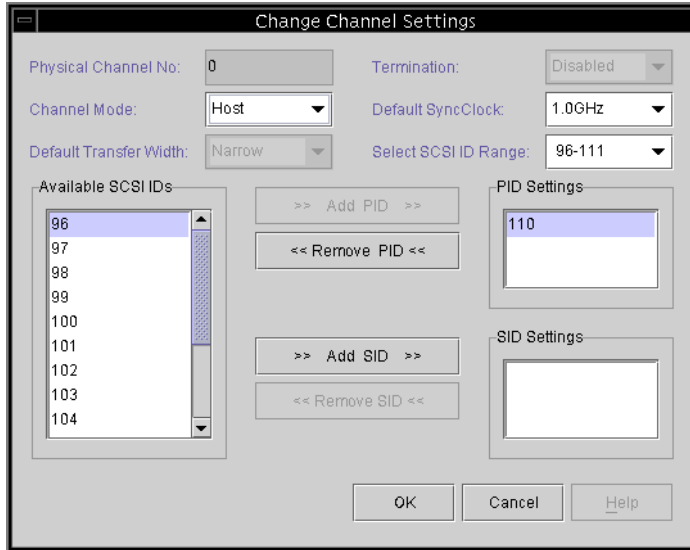 Change Channel Settings
Physical Channel No: 0 Termination: Disabled
Channel Mode: Host Default SyncClock: 1.0GHz
Default Transfer Width: Narrow Select SCSI ID Range: 96-111
Available SCSI IDs
96
97
98
99
100
101
102
103
104
>> Add PID >>
<< Remove PID <<
>> Add SID >>
<< Remove SID <<
PID Settings
110
SID Settings
OK Cancel Help